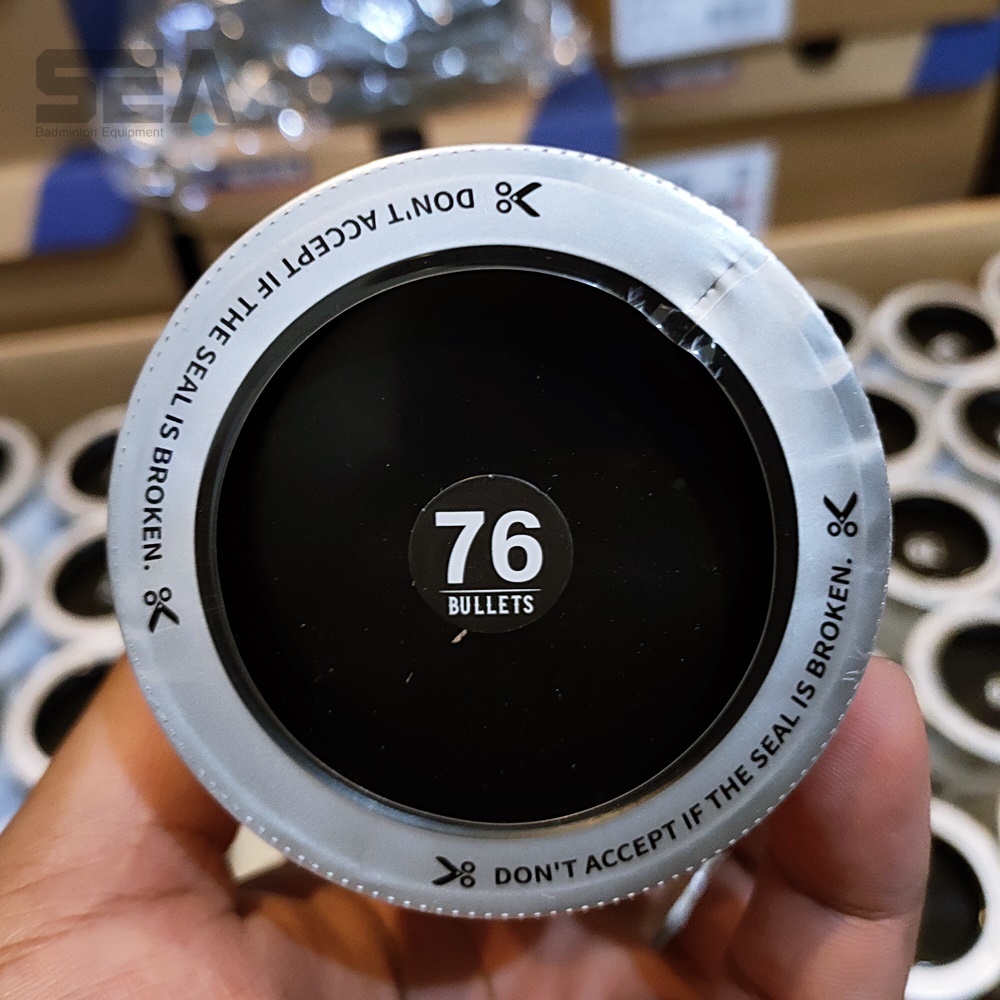 SEA
Badminton Equipment
DON'T ACCEPT IF THE SEAL IS BROKEN.
76
BULLETS
DON'T ACCEPT IF THE SEAL IS BROKEN.